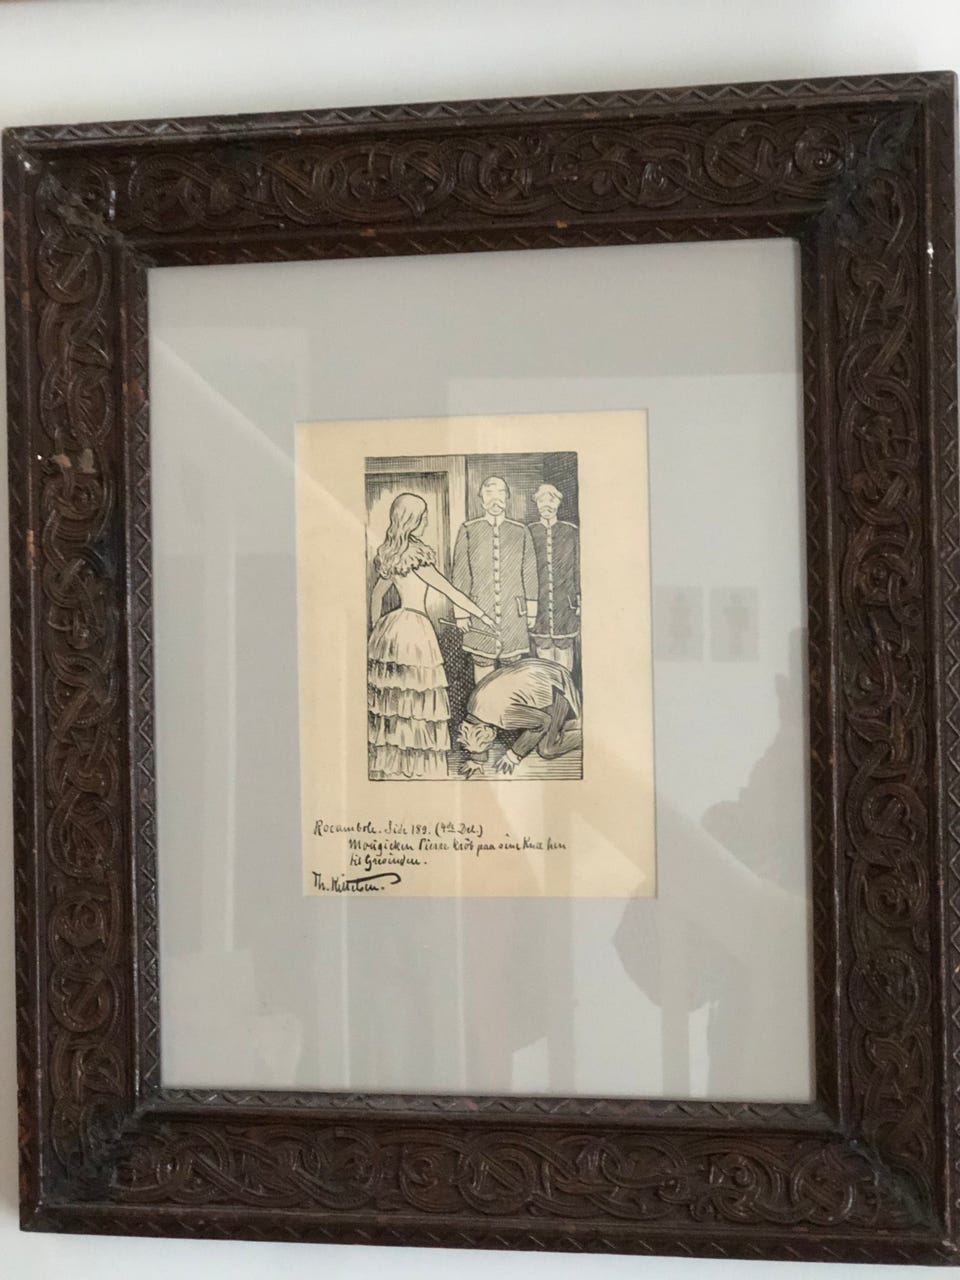 Rocambole. Side 189. (4de Del.)
Mougicken Pierre krøb paa sine Knæ hen
til Grevinden.
Th. Kittelsen.